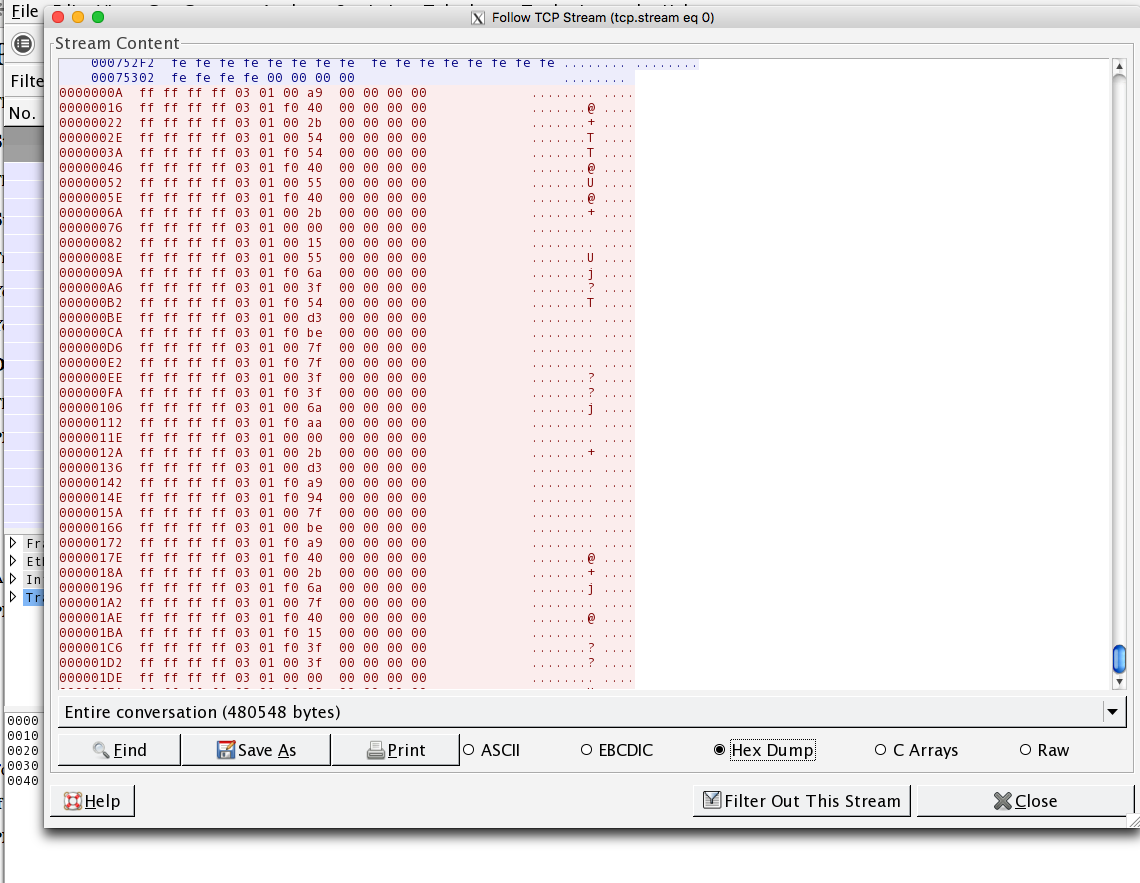 File
Follow TCP Stream (tcp.stream eq 0)
Stream Content
Filte
No.
000752F2 fe fe fe fe fe fe fe fe fe fe fe fe fe fe fe fe ........ ........
00075302 fe fe fe fe 00 00 00 00 ........
0000000A ff ff ff ff 03 01 00 a9 00 00 00 00 ........ ....
00000016 ff ff ff ff 03 01 f0 40 00 00 00 00 .......@ ....
00000022 ff ff ff ff 03 01 00 2b 00 00 00 00 .......+ ....
0000002E ff ff ff ff 03 01 00 54 00 00 00 00 .......T ....
0000003A ff ff ff ff 03 01 f0 54 00 00 00 00 .......T ....
00000046 ff ff ff ff 03 01 f0 40 00 00 00 00 .......@ ....
00000052 ff ff ff ff 03 01 00 55 00 00 00 00 .......U ....
0000005E ff ff ff ff 03 01 f0 40 00 00 00 00 .......@ ....
0000006A ff ff ff ff 03 01 00 2b 00 00 00 00 .......+ ....
00000076 ff ff ff ff 03 01 00 00 00 00 00 00 ........ ....
00000082 ff ff ff ff 03 01 00 15 00 00 00 00 ........ ....
0000008E ff ff ff ff 03 01 00 55 00 00 00 00 .......U ....
0000009A ff ff ff ff 03 01 f0 6a 00 00 00 00 .......j ....
000000A6 ff ff ff ff 03 01 00 3f 00 00 00 00 .......? ....
000000B2 ff ff ff ff 03 01 f0 54 00 00 00 00 .......T ....
000000BE ff ff ff ff 03 01 00 d3 00 00 00 00 ........ ....
000000CA ff ff ff ff 03 01 f0 be 00 00 00 00 ........ ....
000000D6 ff ff ff ff 03 01 00 7f 00 00 00 00 ........ ....
000000E2 ff ff ff ff 03 01 f0 7f 00 00 00 00 ........ ....
000000EE ff ff ff ff 03 01 00 3f 00 00 00 00 .......? ....
000000FA ff ff ff ff 03 01 f0 3f 00 00 00 00 .......? ....
00000106 ff ff ff ff 03 01 00 6a 00 00 00 00 .......j ....
00000112 ff ff ff ff 03 01 f0 aa 00 00 00 00 ........ ....
0000011E ff ff ff ff 03 01 00 00 00 00 00 00 ........ ....
0000012A ff ff ff ff 03 01 00 2b 00 00 00 00 .......+ ....
00000136 ff ff ff ff 03 01 00 d3 00 00 00 00 ........ ....
00000142 ff ff ff ff 03 01 f0 a9 00 00 00 00 ........ ....
0000014E ff ff ff ff 03 01 f0 94 00 00 00 00 ........ ....
0000015A ff ff ff ff 03 01 00 7f 00 00 00 00 ........ ....
00000166 ff ff ff ff 03 01 00 be 00 00 00 00 ........ ....
00000172 ff ff ff ff 03 01 f0 a9 00 00 00 00 ........ ....
0000017E ff ff ff ff 03 01 f0 40 00 00 00 00 .......@ ....
0000018A ff ff ff ff 03 01 00 2b 00 00 00 00 .......+ ....
00000196 ff ff ff ff 03 01 f0 6a 00 00 00 00 .......j ....
000001A2 ff ff ff ff 03 01 00 7f 00 00 00 00 ........ ....
000001AE ff ff ff ff 03 01 f0 40 00 00 00 00 .......@ ....
000001BA ff ff ff ff 03 01 f0 15 00 00 00 00 ........ ....
000001C6 ff ff ff ff 03 01 f0 3f 00 00 00 00 .......? ....
000001D2 ff ff ff ff 03 01 00 3f 00 00 00 00 .......? ....
000001DE ff ff ff ff 03 01 00 00 00 00 00 00 ........ ....
Fr
Et
In
Tr
Entire conversation (480548 bytes)
0000
0010
0020
0030
0040
Find Save As Print ASCII EBCDIC Hex Dump C Arrays Raw
Help Filter Out This Stream Close